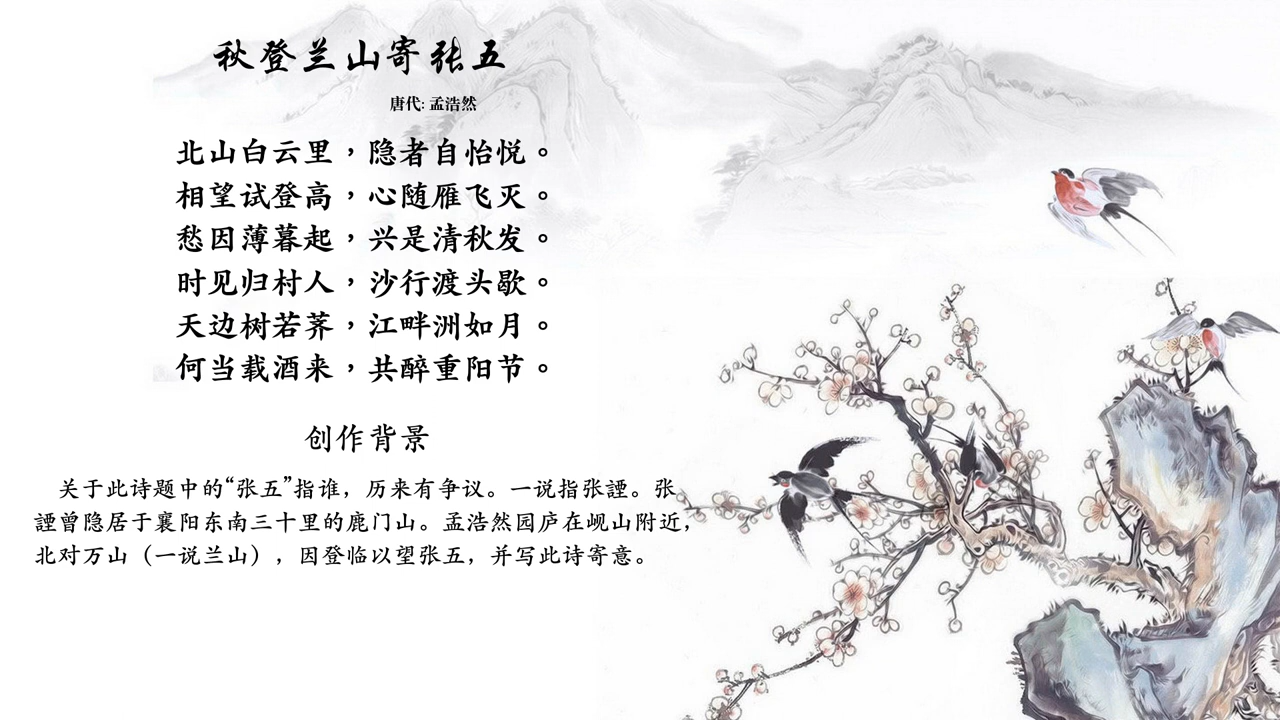 秋登兰山寄张五
唐代: 孟浩然
北山白云里，隐者自怡悦。
相望试登高，心随雁飞灭。
愁因薄暮起，兴是清秋发。
时见归村人，沙行渡头歇。
天边树若荠，江畔洲如月。
何当载酒来，共醉重阳节。
创作背景
关于此诗题中的“张五”指谁，历来有争议。一说指张諲。张
諲曾隐居于襄阳东南三十里的鹿门山。孟浩然园庐在岘山附近，
北对万山（一说兰山），因登临以望张五，并写此诗寄意。